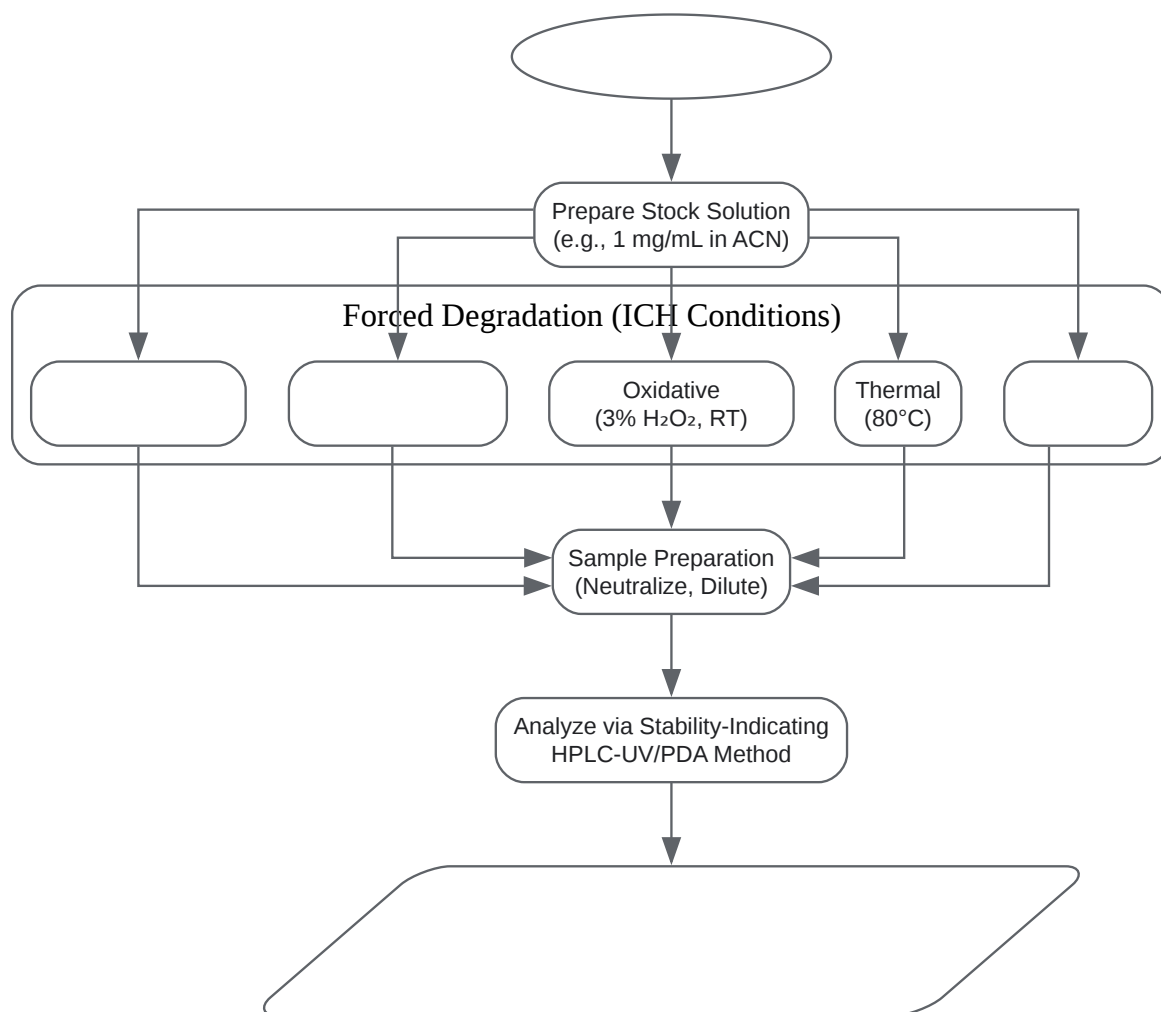 Prepare Stock Solution
(e.g., 1 mg/mL in ACN)
Forced Degradation (ICH Conditions)
Oxidative
(3% H₂O₂, RT)
Thermal
(80°C)
Sample Preparation
(Neutralize, Dilute)
Analyze via Stability-Indicating
HPLC-UV/PDA Method